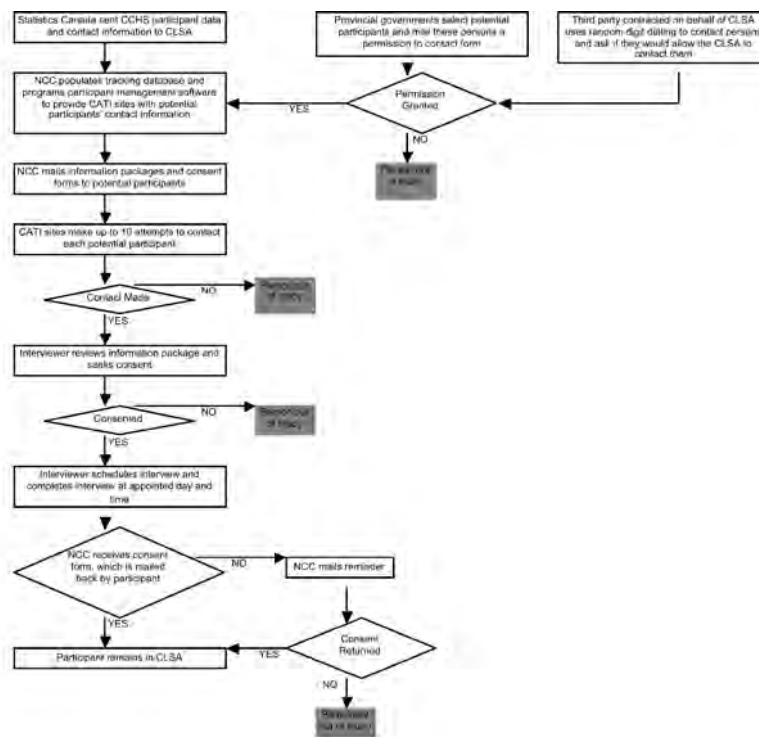 Statistics Canada sent CCHS participant data
and contact information to CLSA
Provincial governments select potential
participants and mail these persons a
permission to contact form
Third party contracted on behalf of CLSA
uses random-digit dialing to contact persons
and ask if they would allow the CLSA to
contact them
NCC populates tracking database and
programs participant management software
to provide CATI sites with potential
participants' contact information
YES
Permission
Granted
NO
NCC mails information packages and consent
forms to potential participants
CATI sites make up to 10 attempts to contact
each potential participant
Contact Made
NO
YES
Interviewer reviews information package and
seeks consent
Consented
NO
YES
Interviewer schedules interview and
completes interview at appointed day and
time
NCC receives consent
form, which is mailed
back by participant
NO
NCC mails reminder
YES
Consent
Returned
YES
Participant remains in CLSA
NO